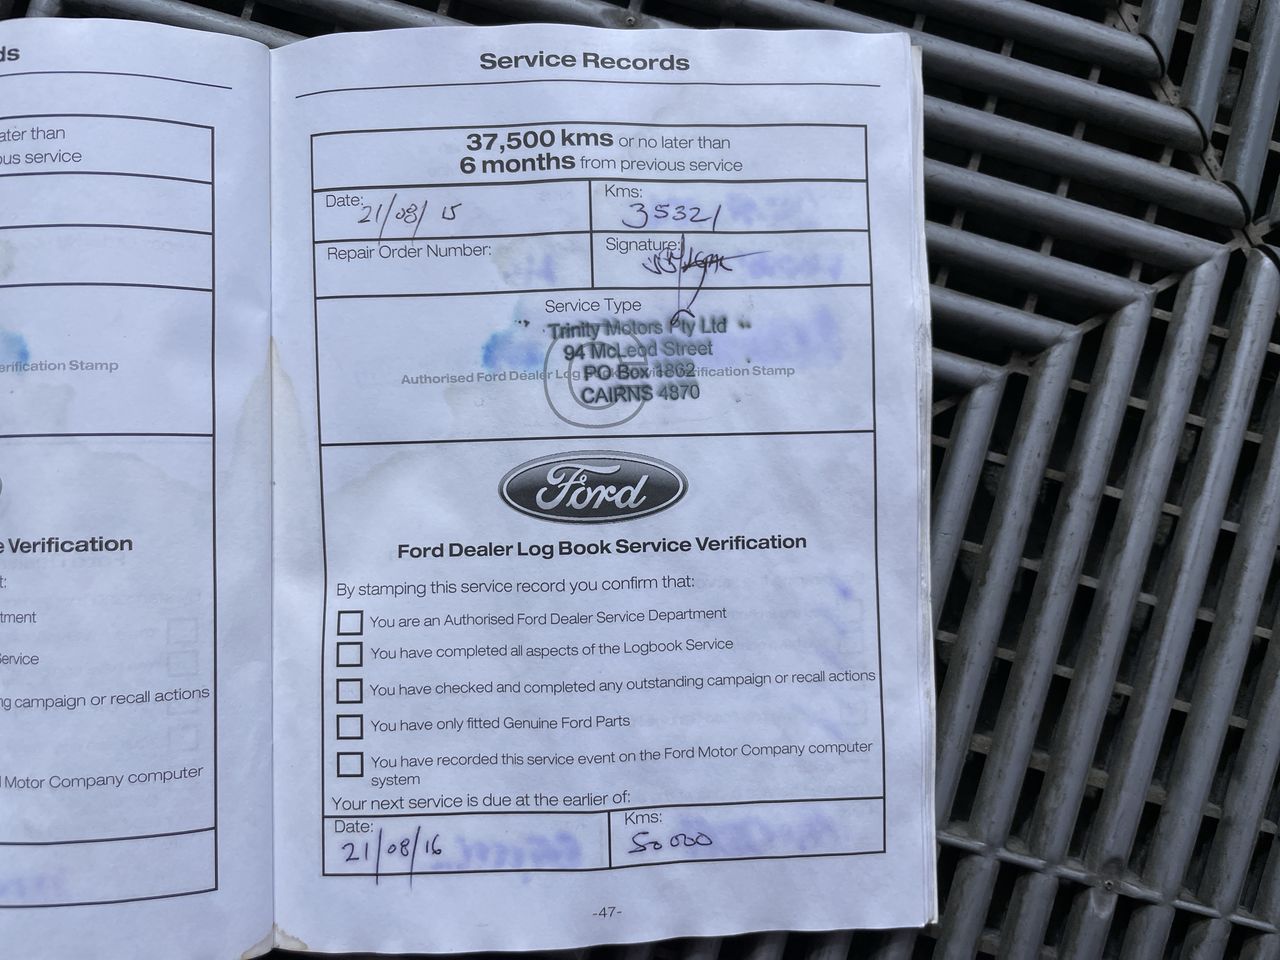 ds
ater than
ous service
erification Stamp
e Verification
t:
tment
Service
ng campaign or recall actions
Motor Company computer
Service Records
37,500 kms or no later than
6 months from previous service
Date: 21/08/15
Kms: 35321
Repair Order Number:
Signature:
Service Type
Trinity Motors Pty Ltd
94 McLeod Street
Authorised Ford Dealer Log Verification Stamp
PO Box 1862
CAIRNS 4870
Ford
Ford Dealer Log Book Service Verification
By stamping this service record you confirm that:
You are an Authorised Ford Dealer Service Department
You have completed all aspects of the Logbook Service
You have checked and completed any outstanding campaign or recall actions
You have only fitted Genuine Ford Parts
You have recorded this service event on the Ford Motor Company computer
system
Your next service is due at the earlier of:
Date: 21/08/16
Kms: 50000
-47-